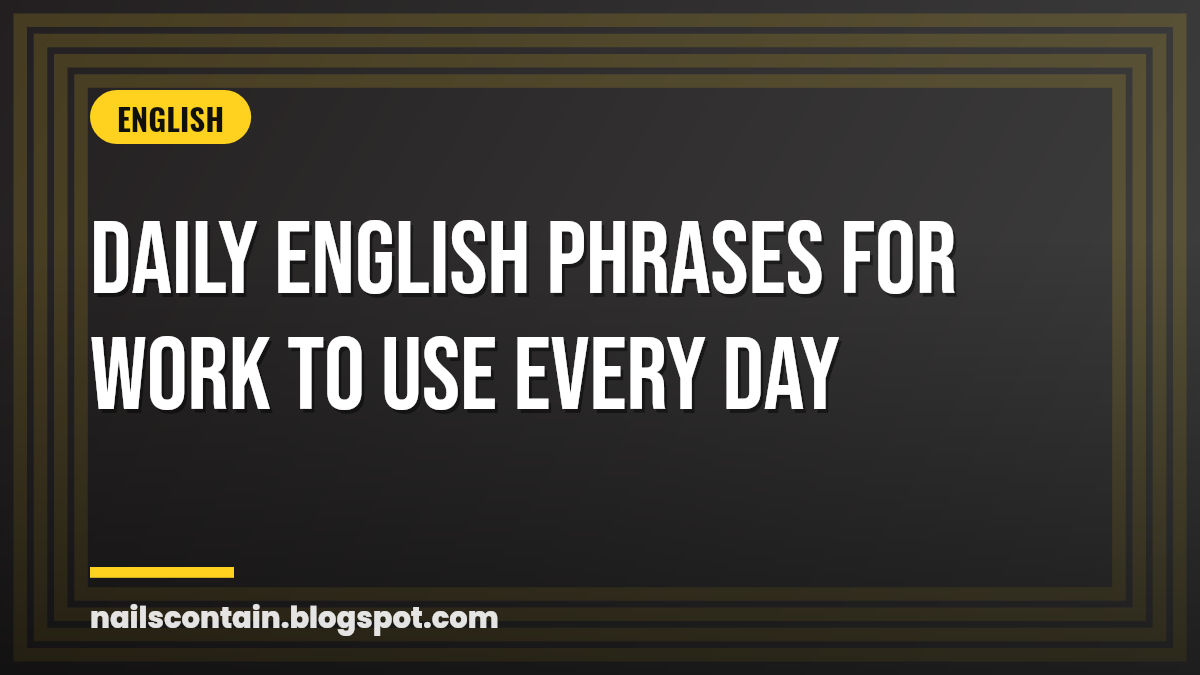 ENGLISH
DAILY ENGLISH PHRASES FOR
WORK TO USE EVERY DAY
nailscontain.blogspot.com